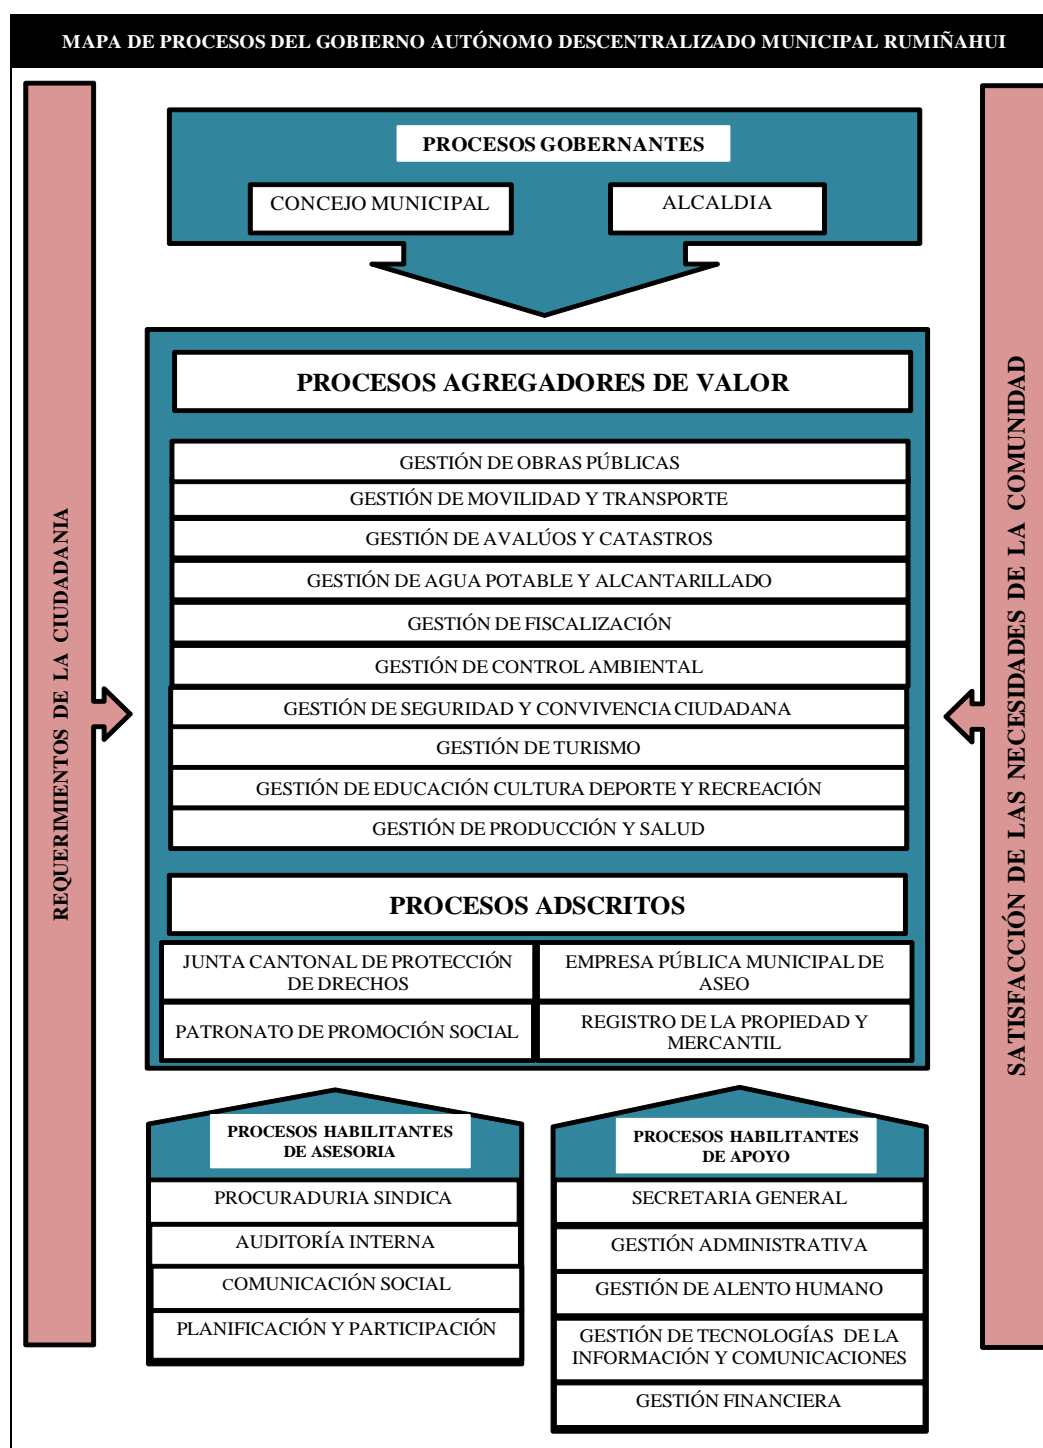 MAPA DE PROCESOS DEL GOBIERNO AUTÓNOMO DESCENTRALIZADO MUNICIPAL RUMIÑAHUI
REQUERIMIENTOS DE LA CIUDADANIA
PROCESOS GOBERNANTES
CONCEJO MUNICIPAL
ALCALDIA
PROCESOS AGREGADORES DE VALOR
GESTIÓN DE OBRAS PÚBLICAS
GESTIÓN DE MOVILIDAD Y TRANSPORTE
GESTIÓN DE AVALÚOS Y CATASTROS
GESTIÓN DE AGUA POTABLE Y ALCANTARILLADO
GESTIÓN DE FISCALIZACIÓN
GESTIÓN DE CONTROL AMBIENTAL
GESTIÓN DE SEGURIDAD Y CONVIVENCIA CIUDADANA
GESTIÓN DE TURISMO
GESTIÓN DE EDUCACIÓN CULTURA DEPORTE Y RECREACIÓN
GESTIÓN DE PRODUCCIÓN Y SALUD
PROCESOS ADSCRITOS
JUNTA CANTONAL DE PROTECCIÓN
DE DRECHOS
EMPRESA PÚBLICA MUNICIPAL DE
ASEO
PATRONATO DE PROMOCIÓN SOCIAL
REGISTRO DE LA PROPIEDAD Y
MERCANTIL
PROCESOS HABILITANTES
DE ASESORIA
PROCURADURIA SINDICA
AUDITORÍA INTERNA
COMUNICACIÓN SOCIAL
PLANIFICACIÓN Y PARTICIPACIÓN
PROCESOS HABILITANTES
DE APOYO
SECRETARIA GENERAL
GESTIÓN ADMINISTRATIVA
GESTIÓN DE ALENTO HUMANO
GESTIÓN DE TECNOLOGÍAS DE LA
INFORMACIÓN Y COMUNICACIONES
GESTIÓN FINANCIERA
SATISFACCIÓN DE LAS NECESIDADES DE LA COMUNIDAD